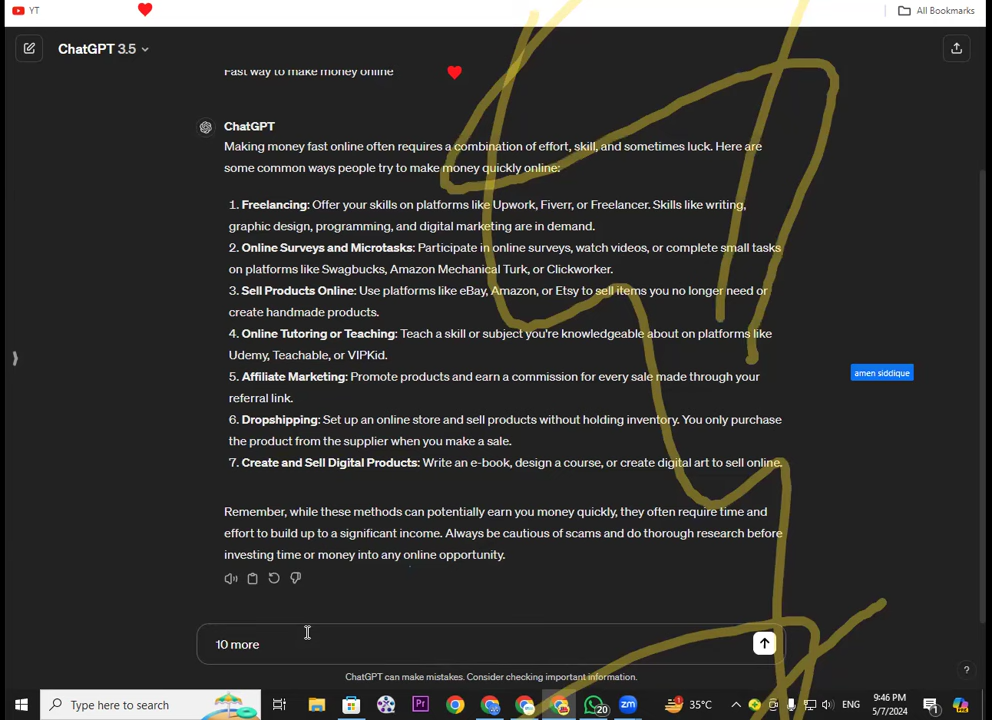 YT
All Bookmarks
ChatGPT 3.5
Fast way to make money online
ChatGPT
Making money fast online often requires a combination of effort, skill, and sometimes luck. Here are
some common ways people try to make money quickly online:
1. Freelancing: Offer your skills on platforms like Upwork, Fiverr, or Freelancer. Skills like writing,
graphic design, programming, and digital marketing are in demand.
2. Online Surveys and Microtasks: Participate in online surveys, watch videos, or complete small tasks
on platforms like Swagbucks, Amazon Mechanical Turk, or Clickworker.
3. Sell Products Online: Use platforms like eBay, Amazon, or Etsy to sell items you no longer need or
create handmade products.
4. Online Tutoring or Teaching: Teach a skill or subject you're knowledgeable about on platforms like
Udemy, Teachable, or VIPKid.
amen siddique
5. Affiliate Marketing: Promote products and earn a commission for every sale made through your
referral link.
6. Dropshipping: Set up an online store and sell products without holding inventory. You only purchase
the product from the supplier when you make a sale.
7. Create and Sell Digital Products: Write an e-book, design a course, or create digital art to sell online.
Remember, while these methods can potentially earn you money quickly, they often require time and
effort to build up to a significant income. Always be cautious of scams and do thorough research before
investing time or money into any online opportunity.
10 more
ChatGPT can make mistakes. Consider checking important information.
?
Type here to search
Pr
20
35°C
ENG
9:46 PM
5/7/2024
1